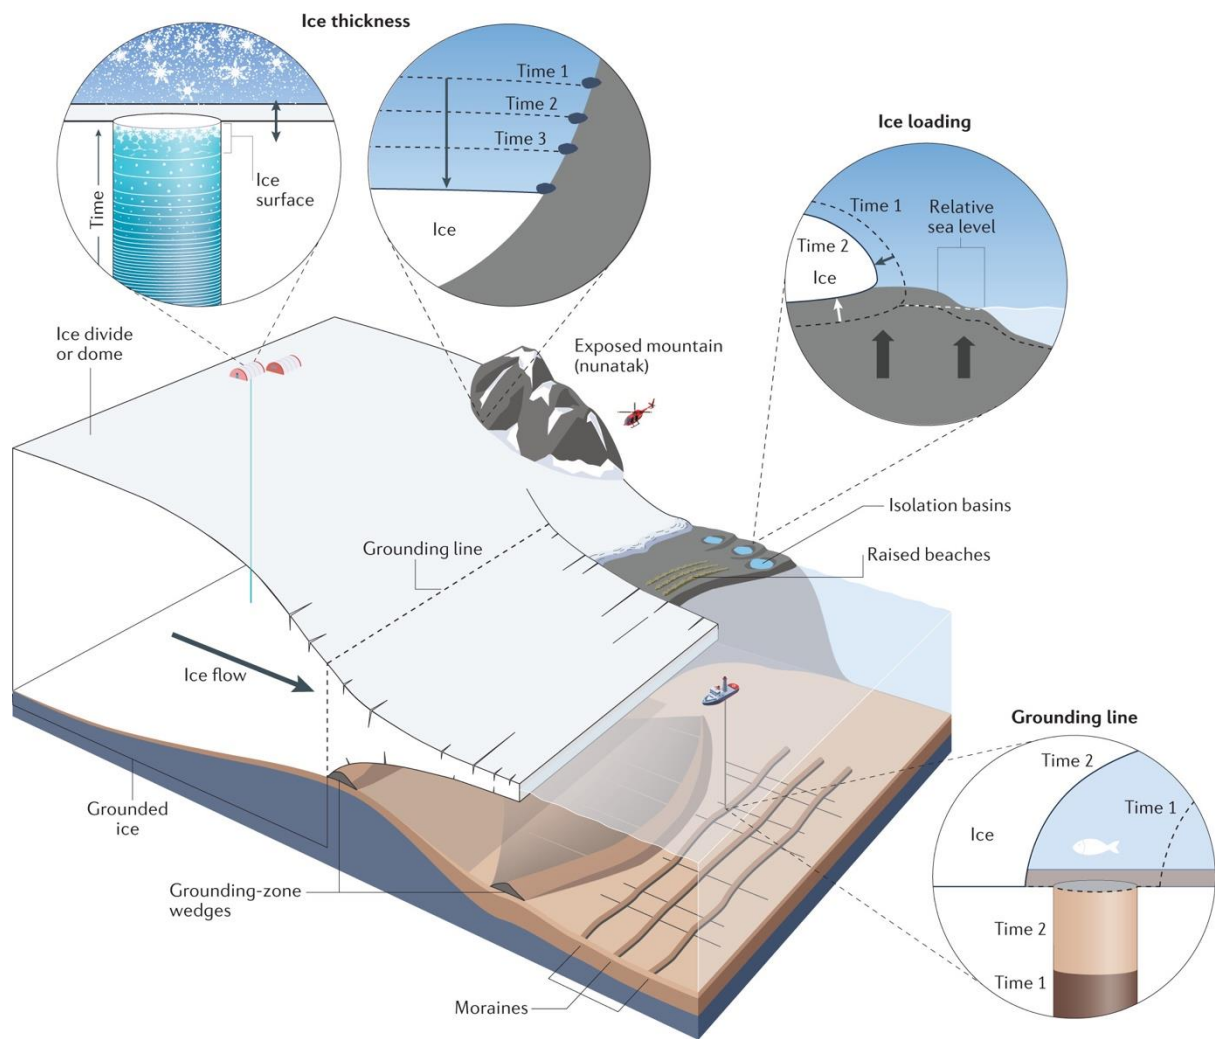 Ice thickness
Time
Ice
surface
Time 1
Time 2
Time 3
Ice
Ice loading
Time 1
Relative
sea level
Time 2
Ice
Ice divide
or dome
Exposed mountain
(nunatak)
Isolation basins
Raised beaches
Grounding line
Ice flow
Grounded
ice
Grounding-zone
wedges
Moraines
Grounding line
Time 2
Time 1
Ice
Time 2
Time 1